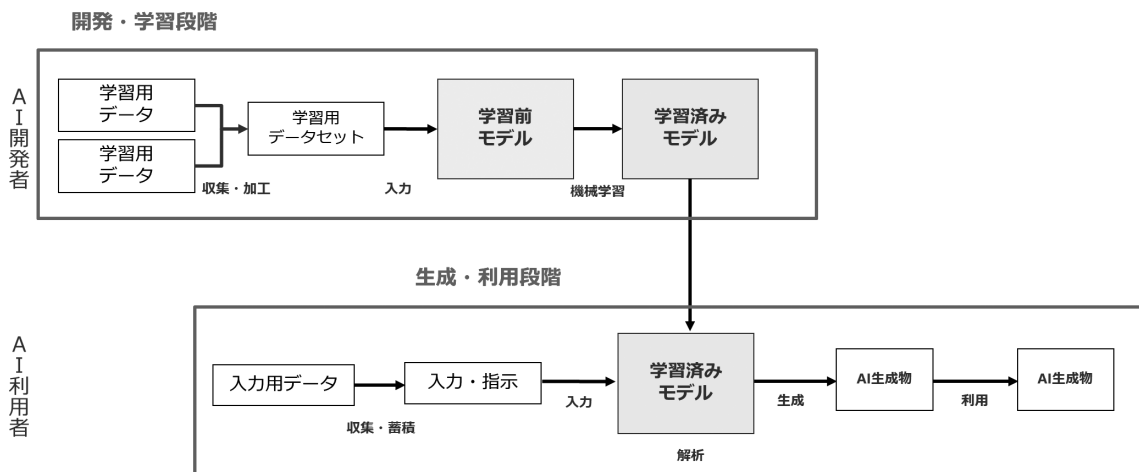 開発・学習段階
AI開発者
学習用
データ
学習用
データ
収集・加工
学習用
データセット
入力
学習前
モデル
機械学習
学習済み
モデル
生成・利用段階
AI利用者
入力用データ
収集・蓄積
入力・指示
入力
学習済み
モデル
解析
生成
AI生成物
利用
AI生成物